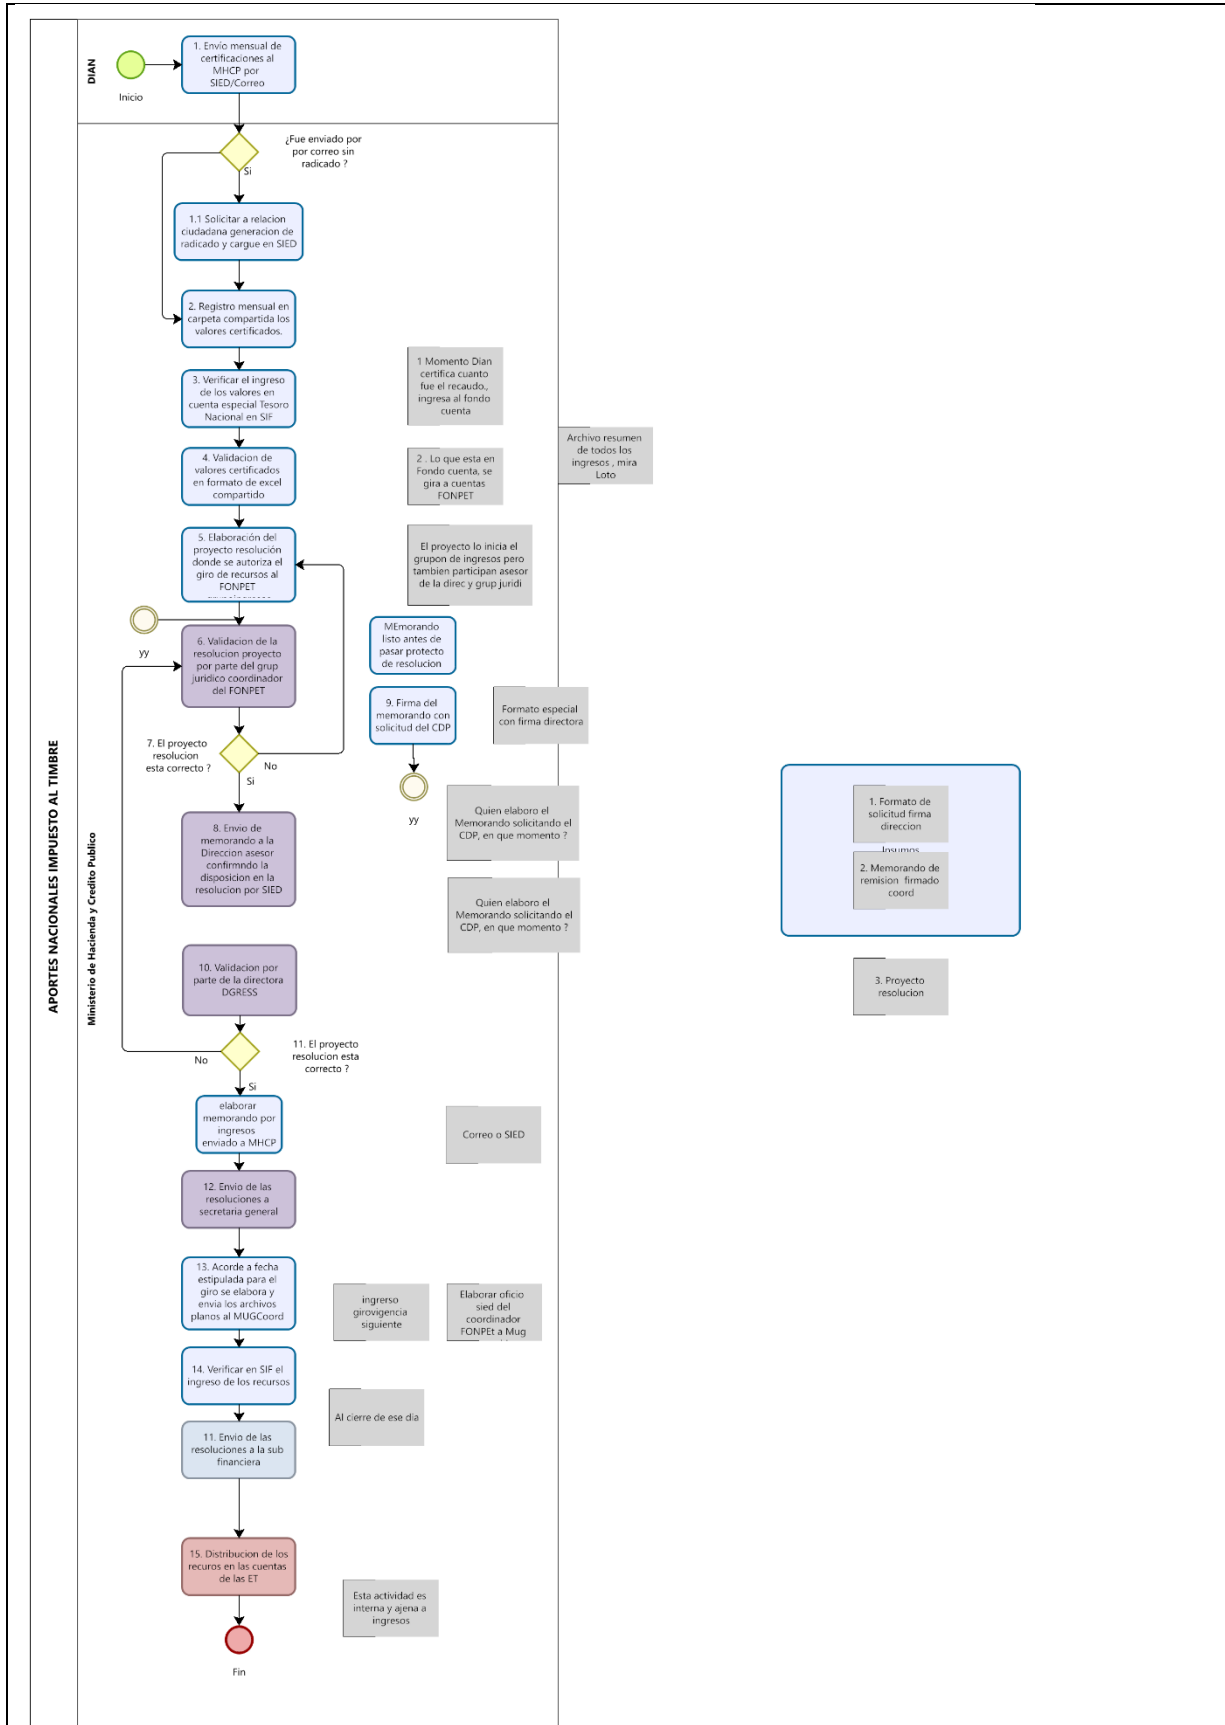 APORTES NACIONALES IMPUESTO AL TIMBRE
DIAN
Inicio
1. Envio mensual de
certificaciones al
MHCP por
SIED/Correo
Ministerio de Hacienda y Credito Publico
¿Fue enviado por
por correo sin
radicado ?
Si
1.1 Solicitar a relacion
ciudadana generacion de
radicado y cargue en SIED
2. Registro mensual en
carpeta compartida los
valores certificados.
3. Verificar el ingreso
de los valores en
cuenta especial Tesoro
Nacional en SIF
1 Momento Dian
certifica cuanto
fue el recaudo.,
ingresa al fondo
cuenta
4. Validacion de
valores certificados
en formato de excel
compartido
2 . Lo que esta en
Fondo cuenta, se
gira a cuentas
FONPET
Archivo resumen
de todos los
ingresos , mira
Loto
5. Elaboración del
proyecto resolución
donde se autoriza el
giro de recursos al
FONPET
El proyecto lo inicia el
grupon de ingresos pero
tambien participan asesor
de la direc y grup juridi
yy
6. Validacion de la
resolucion proyecto
por parte del grup
juridico coordinador
del FONPET
MEmorando
listo antes de
pasar protecto
de resolucion
9. Firma del
memorando con
solicitud del CDP
Formato especial
con firma directora
7. El proyecto
resolucion
esta correcto ?
No
Si
yy
8. Envio de
memorando a la
Direccion asesor
confirmndo la
disposicion en la
resolucion por SIED
Quien elaboro el
Memorando solicitando el
CDP, en que momento ?
Quien elaboro el
Memorando solicitando el
CDP, en que momento ?
1. Formato de
solicitud firma
direccion
Insumos
2. Memorando de
remision firmado
coord
3. Proyecto
resolucion
10. Validacion por
parte de la directora
DGRESS
No
11. El proyecto
resolucion esta
correcto ?
Si
elaborar
memorando por
ingresos
enviado a MHCP
Correo o SIED
12. Envio de las
resoluciones a
secretaria general
13. Acorde a fecha
estipulada para el
giro se elabora y
envia los archivos
planos al MUGCoord
ingrerso
girovigencia
siguiente
Elaborar oficio
sied del
coordinador
FONPEt a Mug
14. Verificar en SIF el
ingreso de los recursos
Al cierre de ese dia
11. Envio de las
resoluciones a la sub
financiera
15. Distribucion de los
recuros en las cuentas
de las ET
Esta actividad es
interna y ajena a
ingresos
Fin